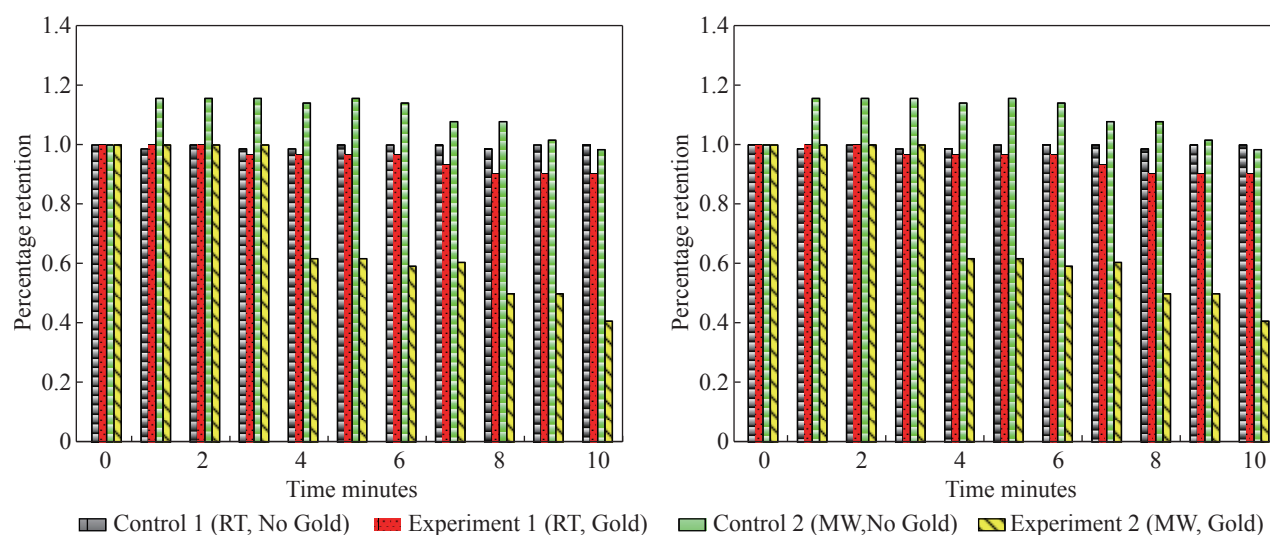 1.4
1.2
1.0
0.8
0.6
0.4
0.2
0
Percentage retention
0 2 4 6 8 10
Time minutes
1.4
1.2
1.0
0.8
0.6
0.4
0.2
0
Percentage retention
0 2 4 6 8 10
Time minutes
Control 1 (RT, No Gold) Experiment 1 (RT, Gold) Control 2 (MW,No Gold) Experiment 2 (MW, Gold)